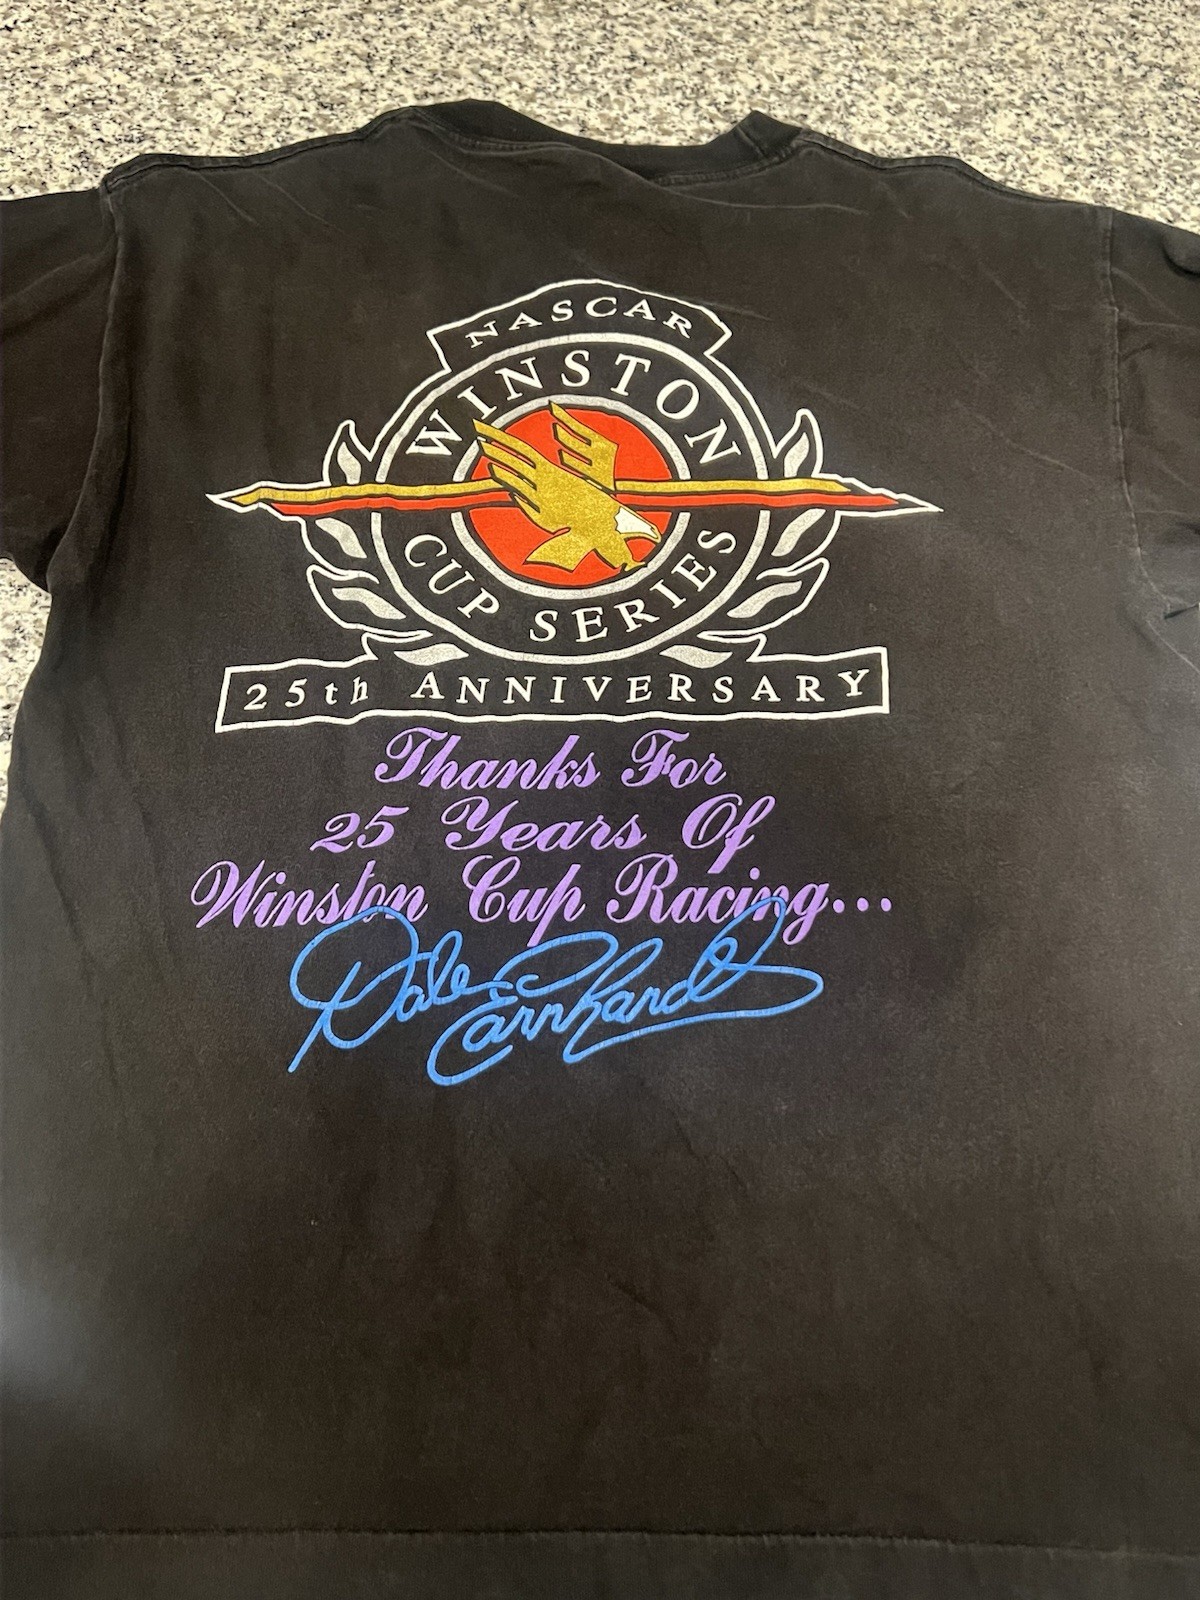 NASCAR
WINSTON
CUP SERIES
25th ANNIVERSARY
Thanks For
25 Years Of
Winston Cup Racing...
Dale Earnhardt